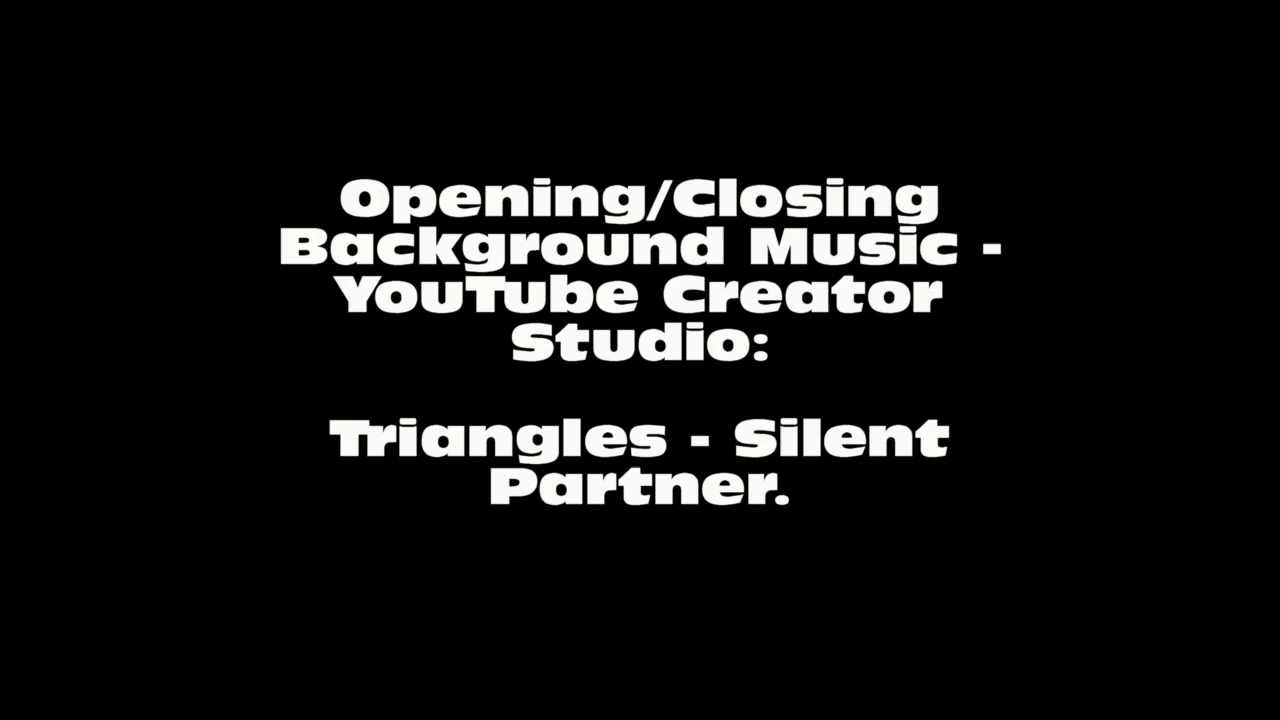 Opening/Closing
Background Music -
YouTube Creator
Studio:
Triangles - Silent
Partner.